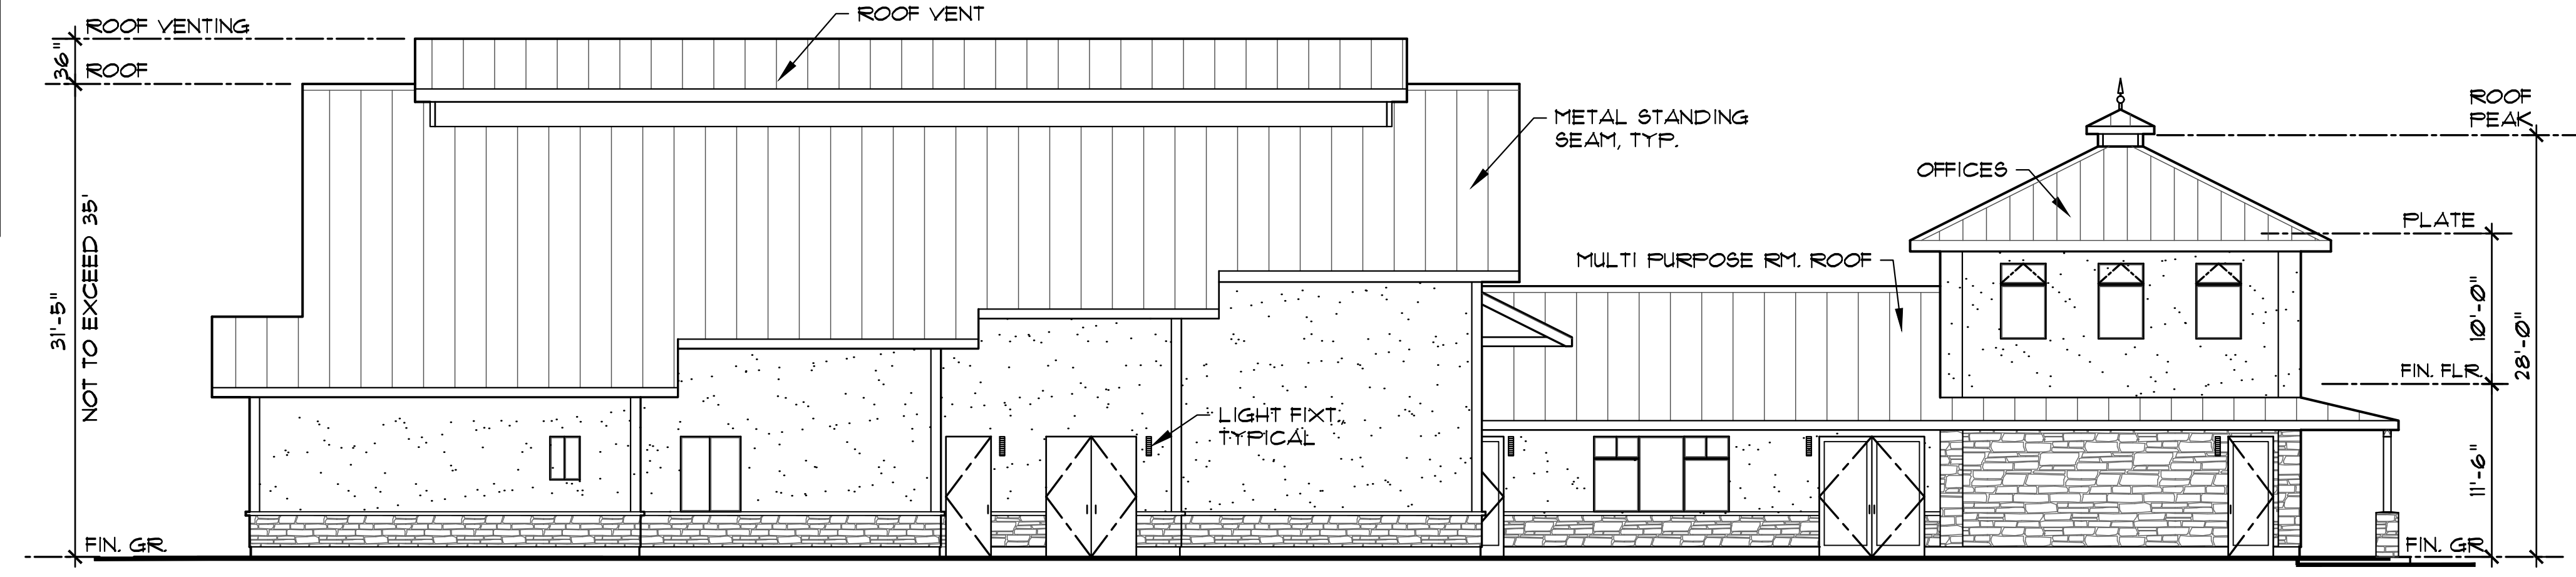 ROOF VENTING
36"
ROOF
31'-5"
NOT TO EXCEED 35'
FIN. GR.
ROOF VENT
METAL STANDING
SEAM, TYP.
LIGHT FIXT.
TYPICAL
MULTI PURPOSE RM. ROOF
OFFICES
ROOF
PEAK
PLATE
10'-0"
28'-0"
FIN. FLR.
11'-6"
FIN. GR.